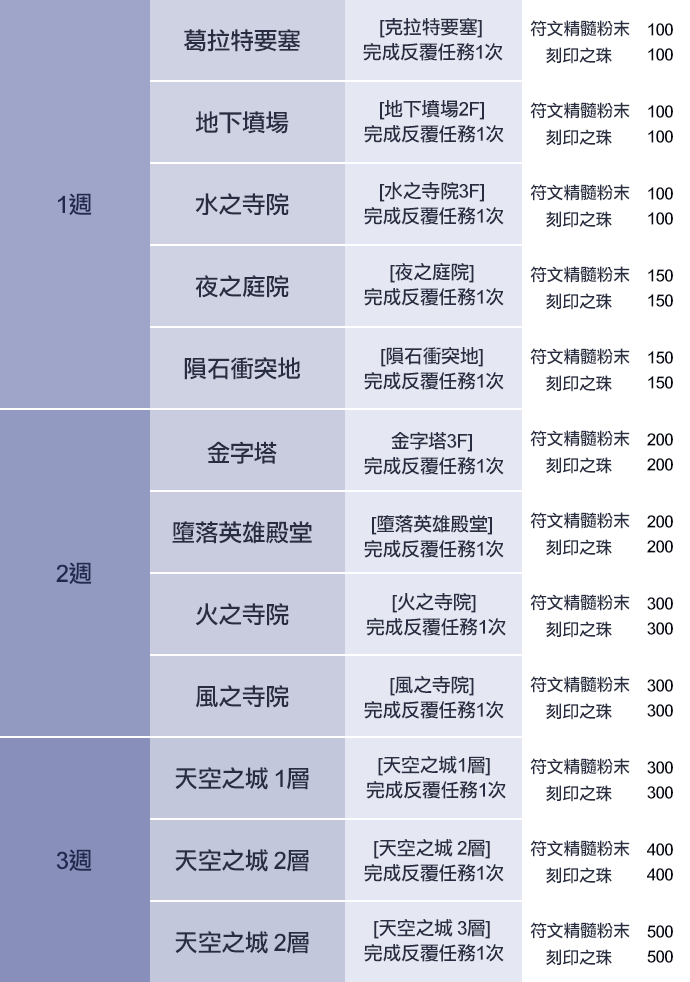 1週
葛拉特要塞
[克拉特要塞]
完成反覆任務1次
符文精髓粉末 100
刻印之珠 100
地下墳場
[地下墳場2F]
完成反覆任務1次
符文精髓粉末 100
刻印之珠 100
水之寺院
[水之寺院3F]
完成反覆任務1次
符文精髓粉末 100
刻印之珠 100
夜之庭院
[夜之庭院]
完成反覆任務1次
符文精髓粉末 150
刻印之珠 150
隕石衝突地
[隕石衝突地]
完成反覆任務1次
符文精髓粉末 150
刻印之珠 150
2週
金字塔
金字塔3F]
完成反覆任務1次
符文精髓粉末 200
刻印之珠 200
墮落英雄殿堂
[墮落英雄殿堂]
完成反覆任務1次
符文精髓粉末 200
刻印之珠 200
火之寺院
[火之寺院]
完成反覆任務1次
符文精髓粉末 300
刻印之珠 300
風之寺院
[風之寺院]
完成反覆任務1次
符文精髓粉末 300
刻印之珠 300
3週
天空之城 1層
[天空之城1層]
完成反覆任務1次
符文精髓粉末 300
刻印之珠 300
天空之城 2層
[天空之城 2層]
完成反覆任務1次
符文精髓粉末 400
刻印之珠 400
天空之城 2層
[天空之城 3層]
完成反覆任務1次
符文精髓粉末 500
刻印之珠 500